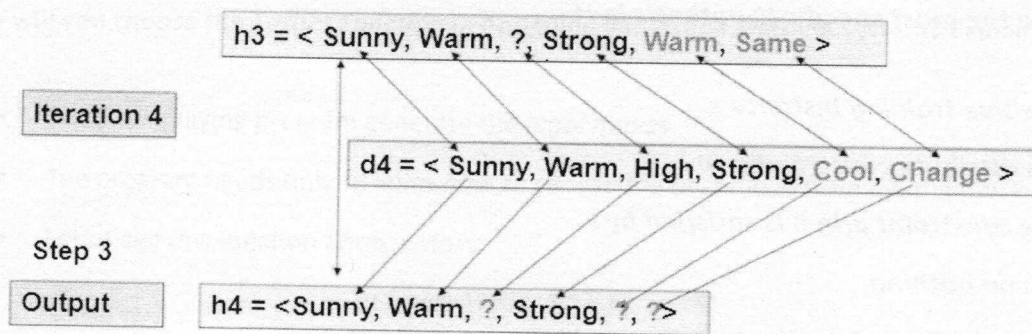 h3 = < Sunny, Warm, ?, Strong, Warm, Same >
Iteration 4
d4 = < Sunny, Warm, High, Strong, Cool, Change >
Step 3
Output
h4 = <Sunny, Warm, ?, Strong, ?, ?>